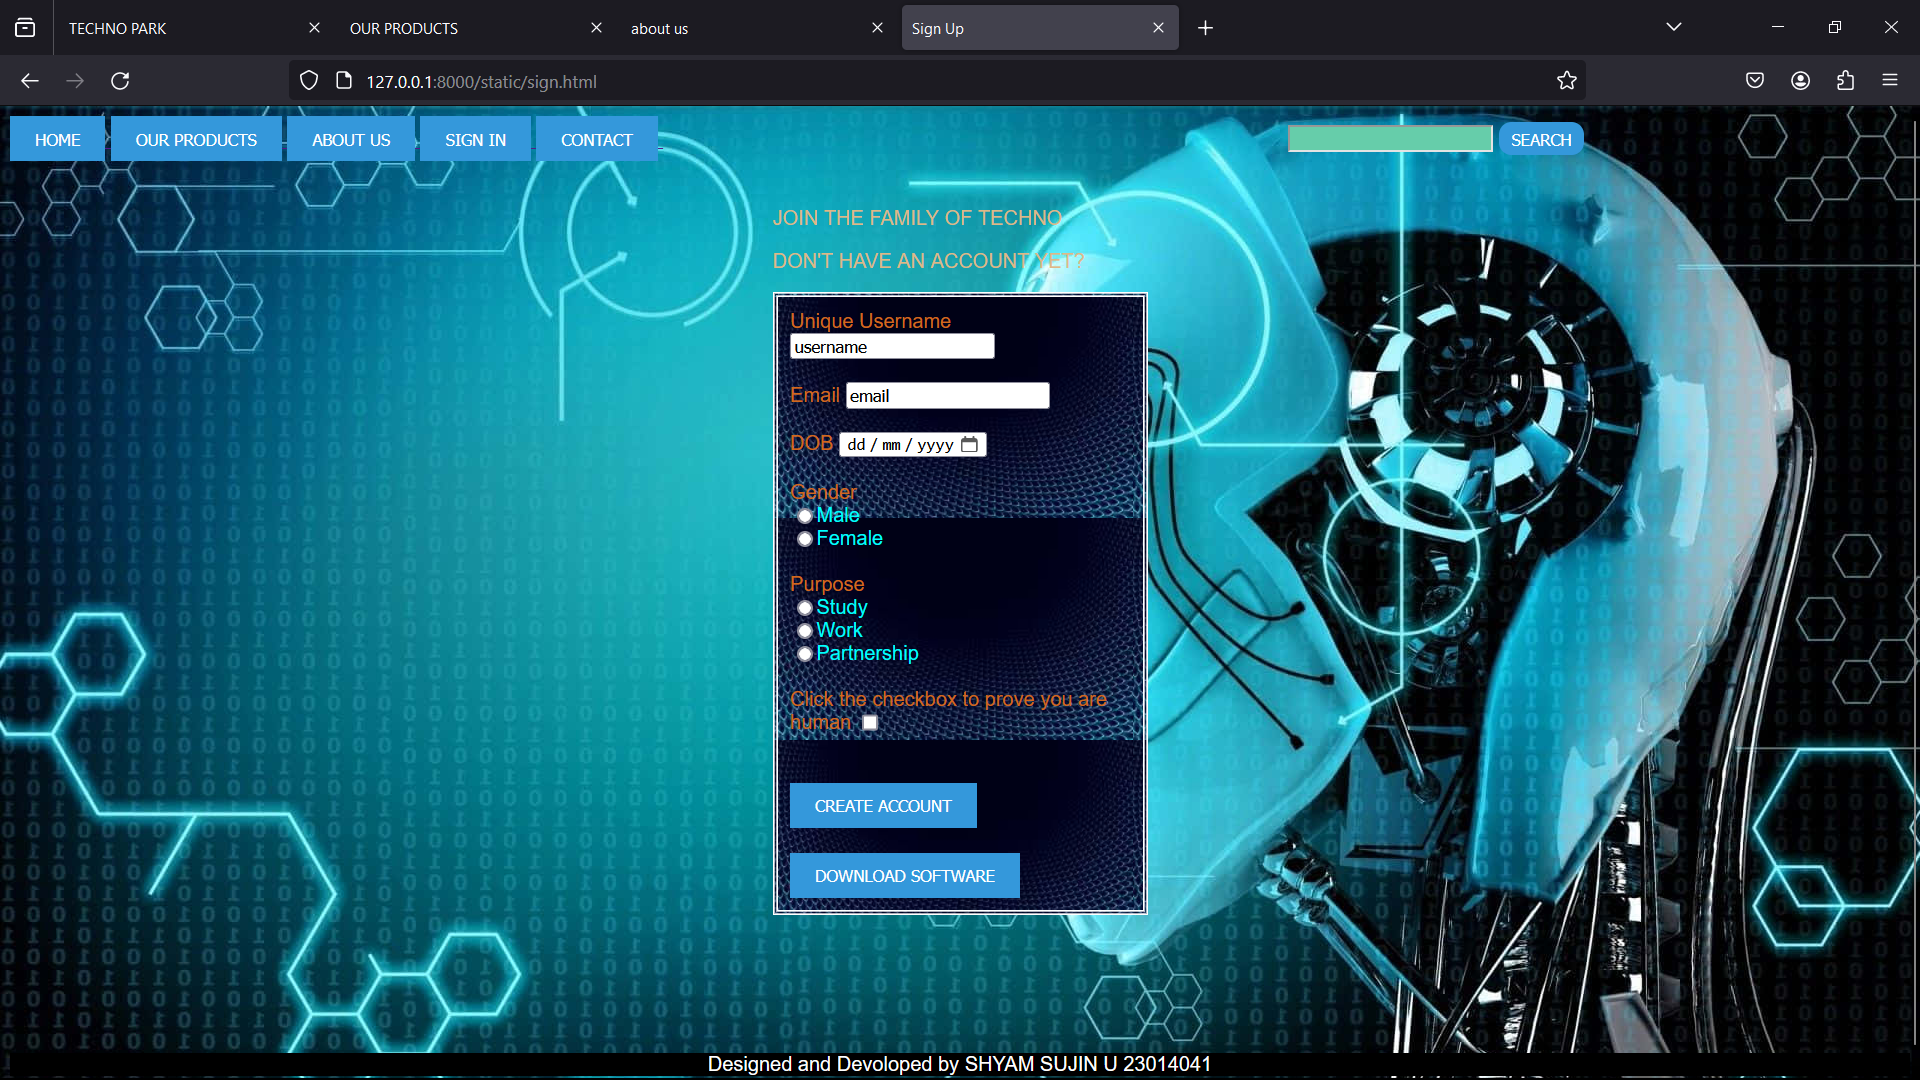 TECHNO PARK
OUR PRODUCTS
about us
Sign Up
127.0.0.1:8000/static/sign.html
HOME
OUR PRODUCTS
ABOUT US
SIGN IN
CONTACT
SEARCH
JOIN THE FAMILY OF TECHNO
DON'T HAVE AN ACCOUNT YET?
Unique Username
username
Email email
DOB dd / mm / yyyy
Gender
Male
Female
Purpose
Study
Work
Partnership
Click the checkbox to prove you are
human
CREATE ACCOUNT
DOWNLOAD SOFTWARE
Designed and Devoloped by SHYAM SUJIN U 23014041